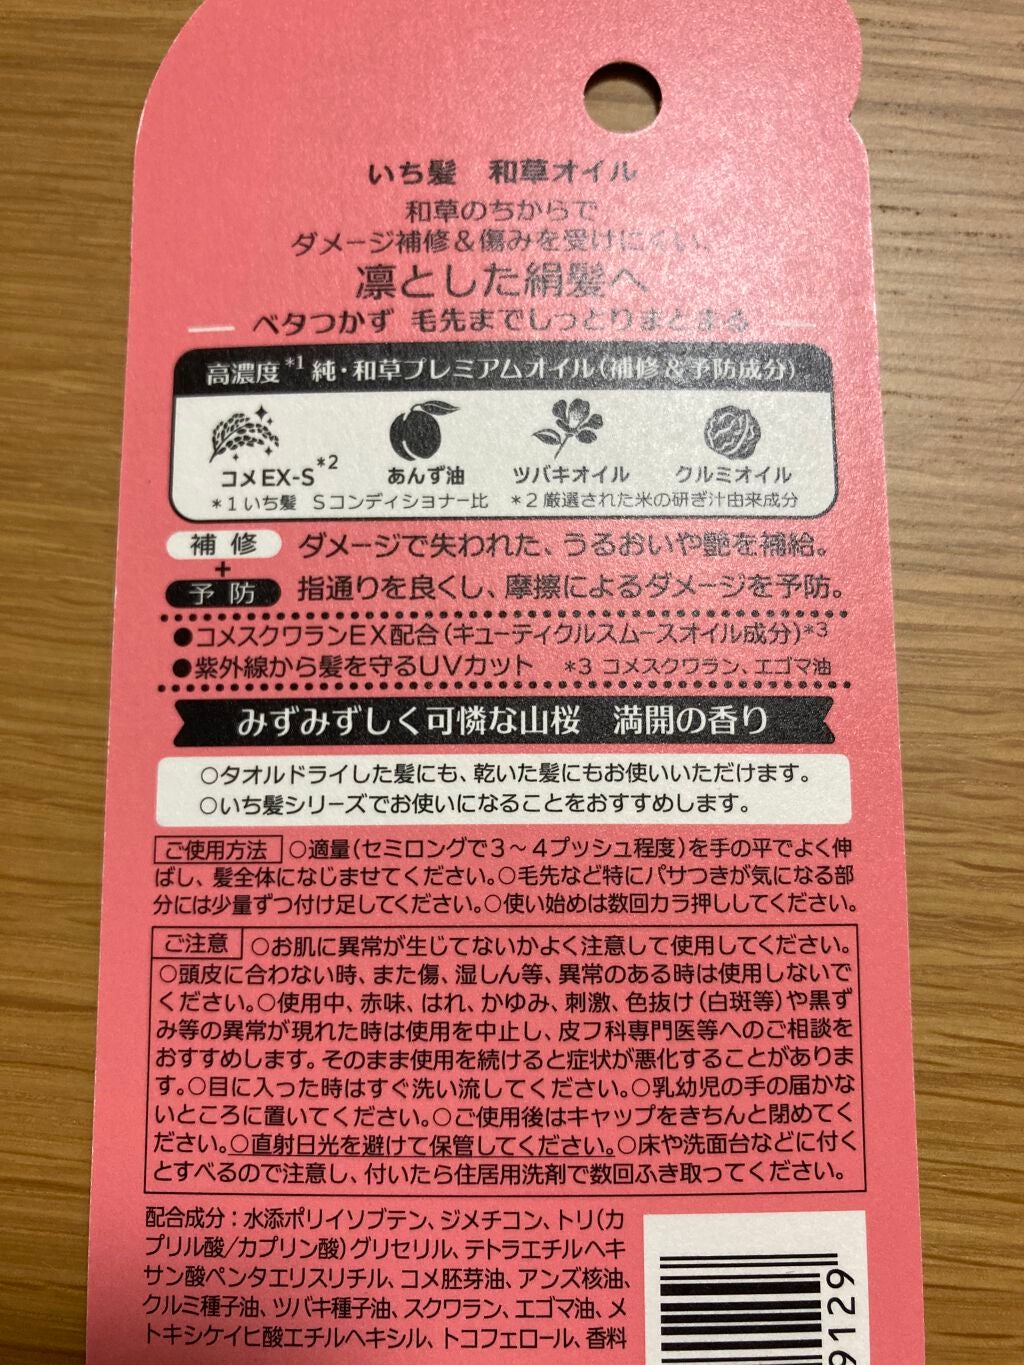 いち髪　和草オイル
和草のちからで
ダメージ補修＆傷みを受けにくい、
凛とした絹髪へ
ベタつかず 毛先までしっとりまとまる
高濃度*1 純・和草プレミアムオイル(補修＆予防成分)
コメEX-S*2 あんず油 ツバキオイル クルミオイル
*1 いち髪　Sコンディショナー比　*2 厳選された米の研ぎ汁由来成分
補修 ダメージで失われた、うるおいや艶を補給。
+
予防 指通りを良くし、摩擦によるダメージを予防。
●コメスクワランEX配合(キューティクルスムースオイル成分)*3
●紫外線から髪を守るUVカット　*3 コメスクワラン、エゴマ油
みずみずしく可憐な山桜　満開の香り
○タオルドライした髪にも、乾いた髪にもお使いいただけます。
○いち髪シリーズでお使いになることをおすすめします。
ご使用方法 ○適量(セミロングで3～4プッシュ程度)を手の平でよく伸
ばし、髪全体になじませてください。○毛先など特にパサつきが気になる部
分には少量ずつ付け足してください。○使い始めは数回カラ押ししてください。
ご注意 ○お肌に異常が生じてないかよく注意して使用してください。
○頭皮に合わない時、また傷、湿しん等、異常のある時は使用しないで
ください。○使用中、赤味、はれ、かゆみ、刺激、色抜け(白斑等)や黒ず
み等の異常が現れた時は使用を中止し、皮フ科専門医等へのご相談を
おすすめします。そのまま使用を続けると症状が悪化することがありま
す。○目に入った時はすぐ洗い流してください。○乳幼児の手の届かな
いところに置いてください。○ご使用後はキャップをきちんと閉めてく
ださい。○直射日光を避けて保管してください。○床や洗面台などに付く
とすべるので注意し、付いたら住居用洗剤で数回ふき取ってください。
配合成分：水添ポリイソブテン、ジメチコン、トリ(カ
プリル酸/カプリン酸)グリセリル、テトラエチルヘキ
サン酸ペンタエリスリチル、コメ胚芽油、アンズ核油、
クルミ種子油、ツバキ種子油、スクワラン、エゴマ油、メ
トキシケイヒ酸エチルヘキシル、トコフェロール、香料
9129